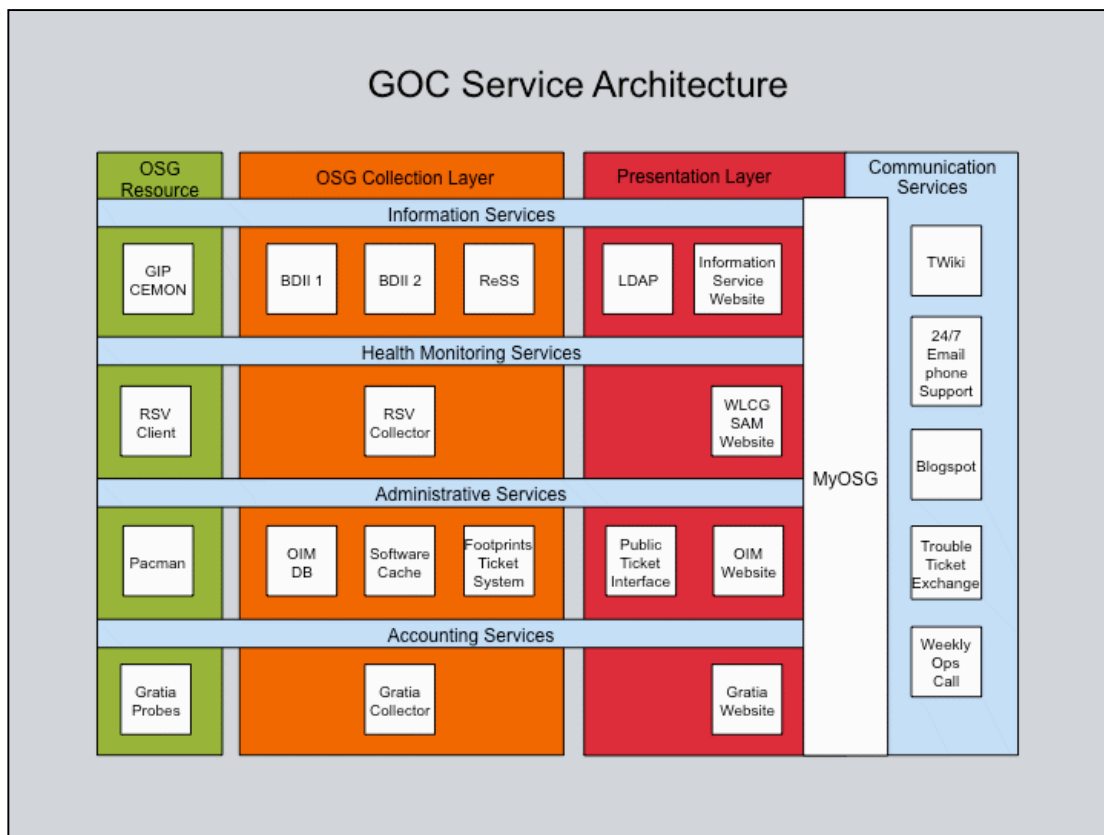 GOC Service Architecture
OSG
Resource
OSG Collection Layer
Presentation Layer
Communication
Services
Information Services
GIP
CEMON
BDII 1
BDII 2
ReSS
LDAP
Information
Service
Website
TWiki
Health Monitoring Services
24/7
Email
phone
Support
RSV
Client
RSV
Collector
WLCG
SAM
Website
MyOSG
Blogspot
Administrative Services
Pacman
OIM
DB
Software
Cache
Footprints
Ticket
System
Public
Ticket
Interface
OIM
Website
Trouble
Ticket
Exchange
Accounting Services
Gratia
Probes
Gratia
Collector
Gratia
Website
Weekly
Ops
Call